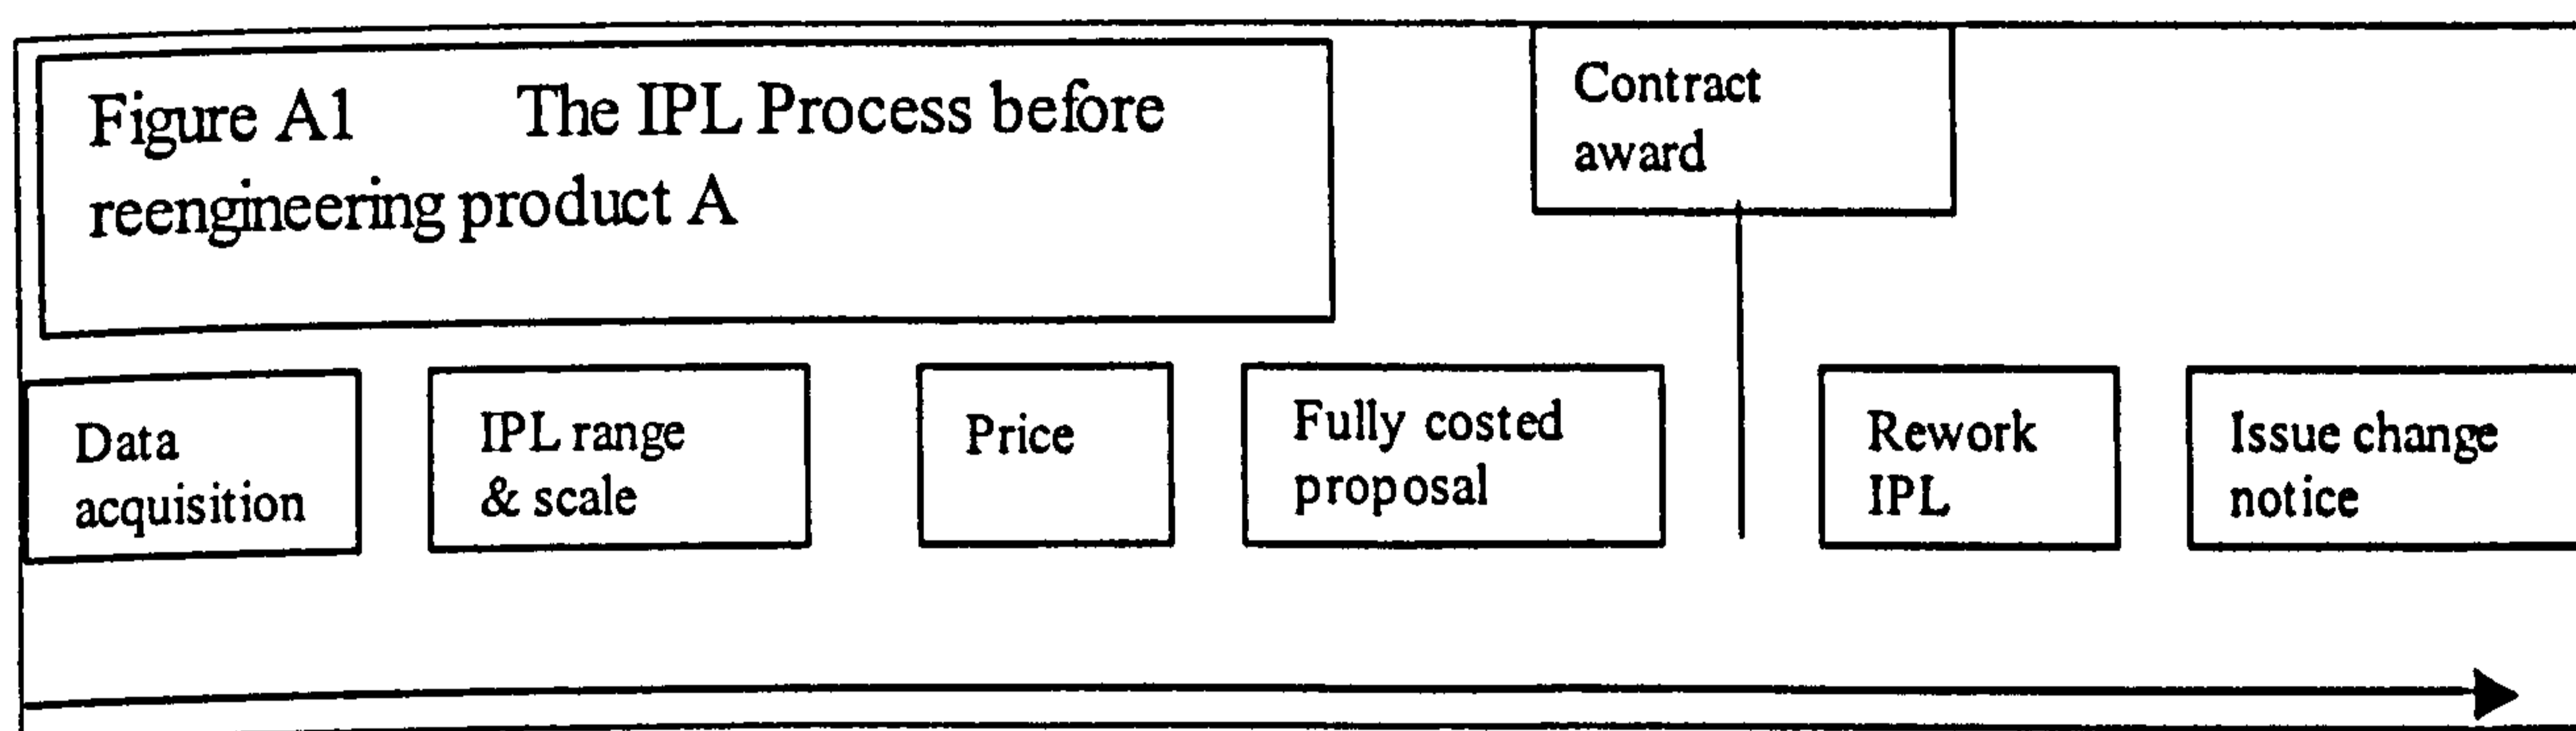 Figure A1 The IPL Process before
reengineering product A
Contract
award
Data
acquisition
IPL range
& scale
Price
Fully costed
proposal
Rework
IPL
Issue change
notice